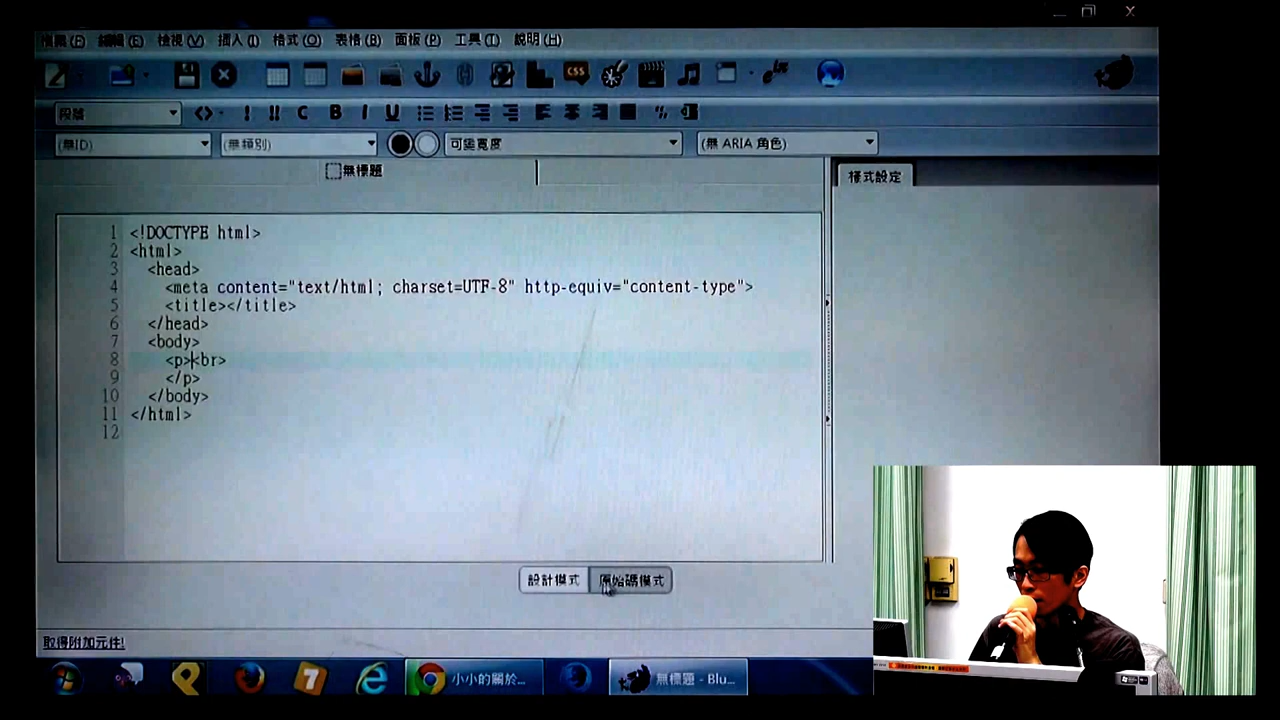 檔案(F) 編輯(E) 檢視(V) 插入(I) 格式(O) 表格(B) 面板(P) 工具(T) 說明(H)
CSS
段落
! !! C B I U
(無ID) (無類別) 可變寬度 (無 ARIA 角色)
無標題 樣式設定
1 <!DOCTYPE html>
2 <html>
3 <head>
4 <meta content="text/html; charset=UTF-8" http-equiv="content-type">
5 <title></title>
6 </head>
7 <body>
8 <p><br>
9 </p>
10 </body>
11 </html>
12
設計模式 原始碼模式
取得附加元件!
7 小小的關於... 無標題 - Blu...